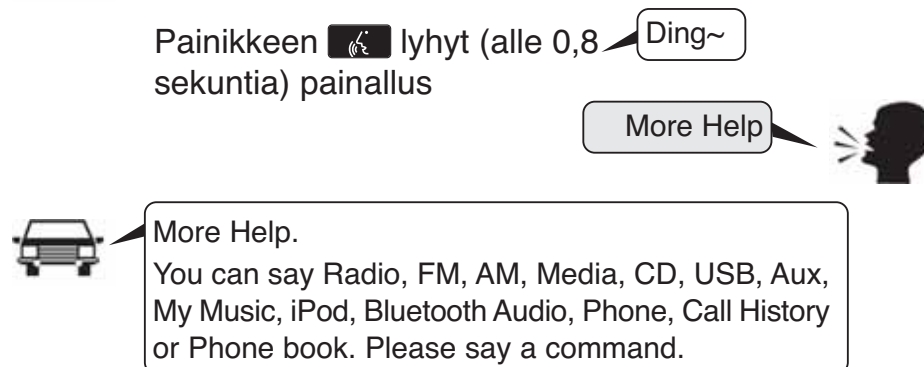 Painikkeen lyhyt (alle 0,8
sekuntia) painallus
Ding~
More Help
More Help.
You can say Radio, FM, AM, Media, CD, USB, Aux,
My Music, iPod, Bluetooth Audio, Phone, Call History
or Phone book. Please say a command.